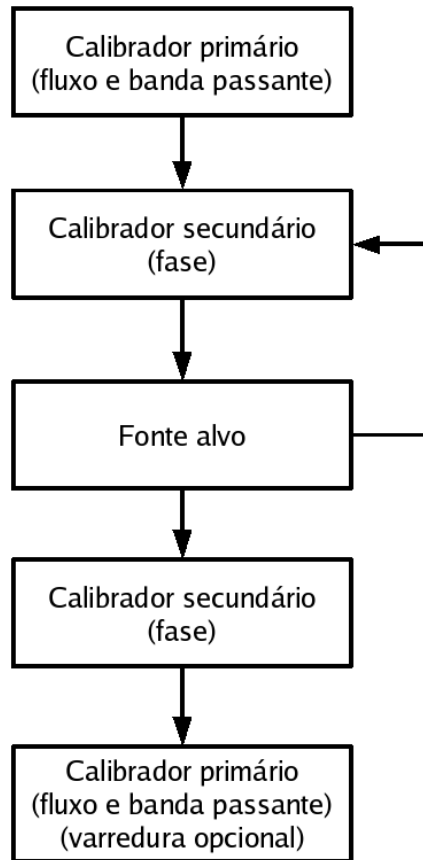 Calibrador primário
(fluxo e banda passante)
Calibrador secundário
(fase)
Fonte alvo
Calibrador secundário
(fase)
Calibrador primário
(fluxo e banda passante)
(varredura opcional)